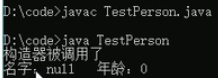 D:\code>javac TestPerson.java
D:\code>java TestPerson
构造器被调用了
名字：null  年龄：0